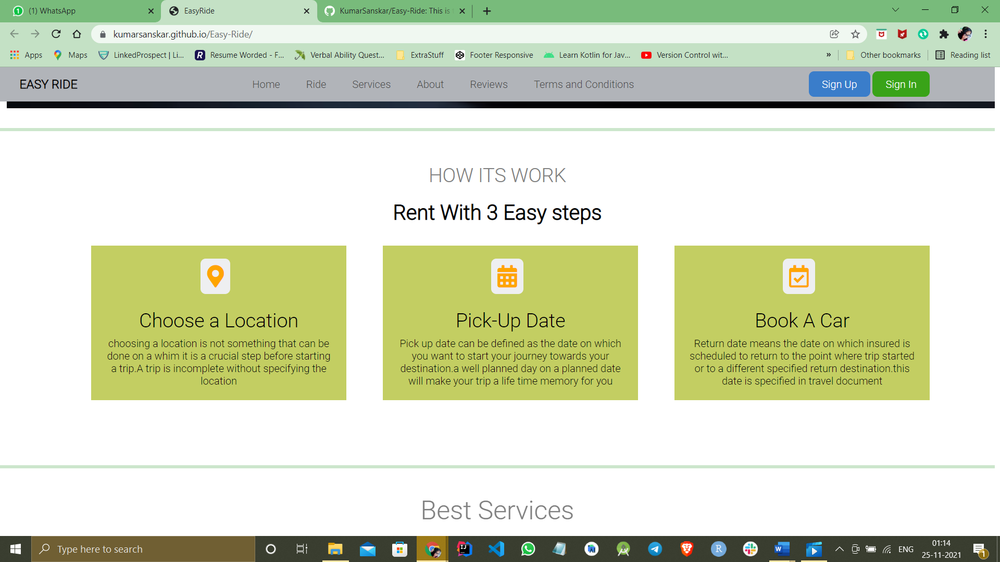 (1) WhatsApp
EasyRide
KumarSanskar/Easy-Ride: This is
kumarsanskar.github.io/Easy-Ride/
Apps
Maps
LinkedProspect | Li...
Resume Worded - F...
Verbal Ability Quest...
ExtraStuff
Footer Responsive
Learn Kotlin for Jav...
Version Control wit...
»
Other bookmarks
Reading list
EASY RIDE
Home
Ride
Services
About
Reviews
Terms and Conditions
Sign Up
Sign In
HOW ITS WORK
Rent With 3 Easy steps
Choose a Location
choosing a location is not something that can be
done on a whim it is a crucial step before starting
a trip.A trip is incomplete without specifying the
location
Pick-Up Date
Pick up date can be defined as the date on which
you want to start your journey towards your
destination.a well planned day on a planned date
will make your trip a life time memory for you
Book A Car
Return date means the date on which insured is
scheduled to return to the point where trip started
or to a different specified return destination.this
date is specified in travel document
Best Services
Type here to search
ENG
01:14
25-11-2021
1